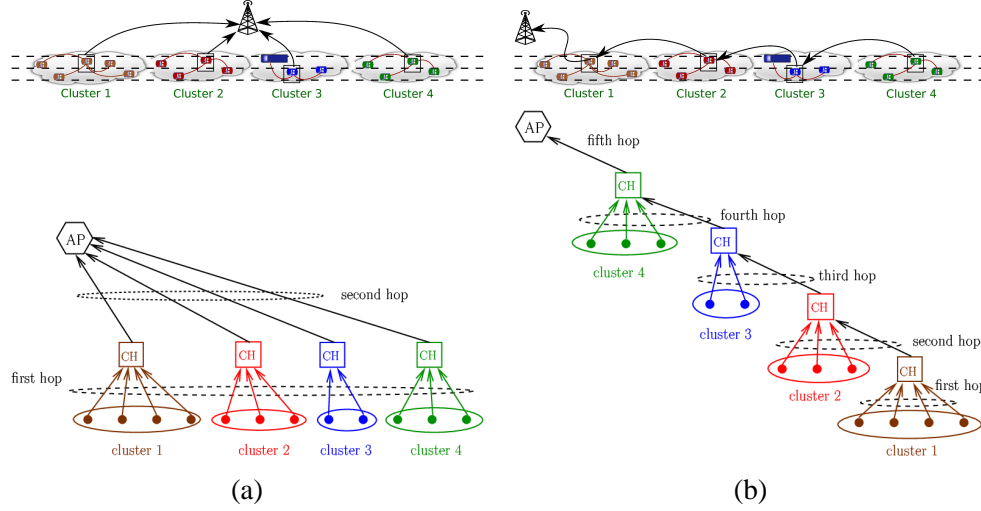 Cluster 1
Cluster 2
Cluster 3
Cluster 4
AP
second hop
CH
CH
CH
CH
first hop
cluster 1
cluster 2
cluster 3
cluster 4
(a)
Cluster 1
Cluster 2
Cluster 3
Cluster 4
AP
fifth hop
CH
fourth hop
CH
cluster 4
third hop
CH
cluster 3
second hop
CH
first hop
cluster 2
cluster 1
(b)